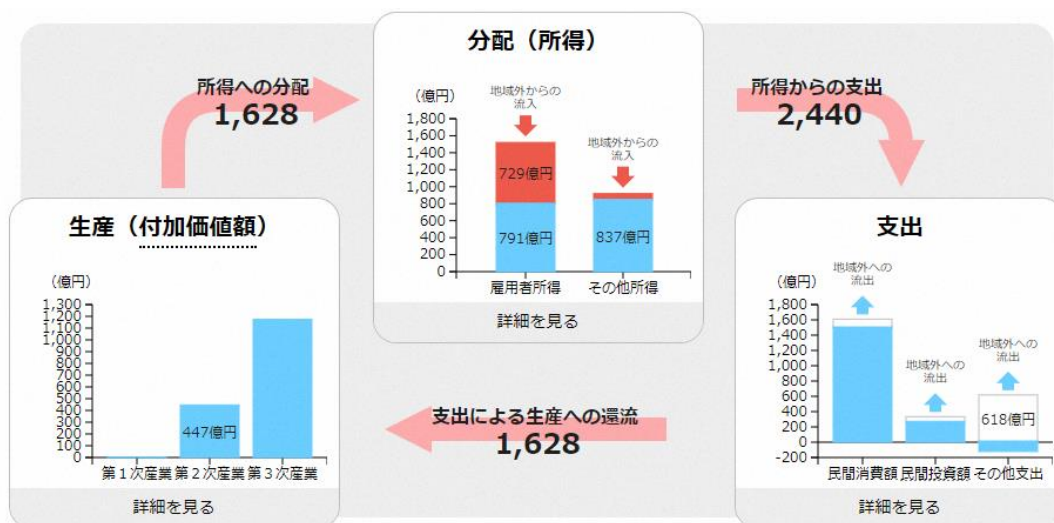 分配（所得）
所得への分配
1,628
所得からの支出
2,440
（億円）
地域外からの
流入
地域外からの
流入
1,800
1,600
1,400
1,200
1,000
800
600
400
200
0
729億円
791億円
837億円
雇用者所得 その他所得
詳細を見る
生産（付加価値額）
（億円）
1,300
1,200
1,100
1,000
900
800
700
600
500
400
300
200
100
0
447億円
第１次産業 第２次産業 第３次産業
詳細を見る
支出による生産への還流
1,628
支出
（億円）
地域外への
流出
地域外への
流出
地域外への
流出
1,800
1,600
1,400
1,200
1,000
800
600
400
200
0
-200
618億円
民間消費額 民間投資額 その他支出
詳細を見る